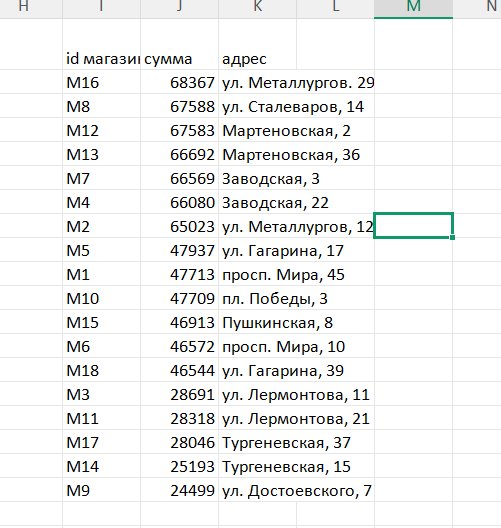 H I J K L M N
id магази сумма адрес
M16 68367 ул. Металлургов. 29
M8 67588 ул. Сталеваров, 14
M12 67583 Мартеновская, 2
M13 66692 Мартеновская, 36
M7 66569 Заводская, 3
M4 66080 Заводская, 22
M2 65023 ул. Металлургов, 12
M5 47937 ул. Гагарина, 17
M1 47713 просп. Мира, 45
M10 47709 пл. Победы, 3
M15 46913 Пушкинская, 8
M6 46572 просп. Мира, 10
M18 46544 ул. Гагарина, 39
M3 28691 ул. Лермонтова, 11
M11 28318 ул. Лермонтова, 21
M17 28046 Тургеневская, 37
M14 25193 Тургеневская, 15
M9 24499 ул. Достоевского, 7